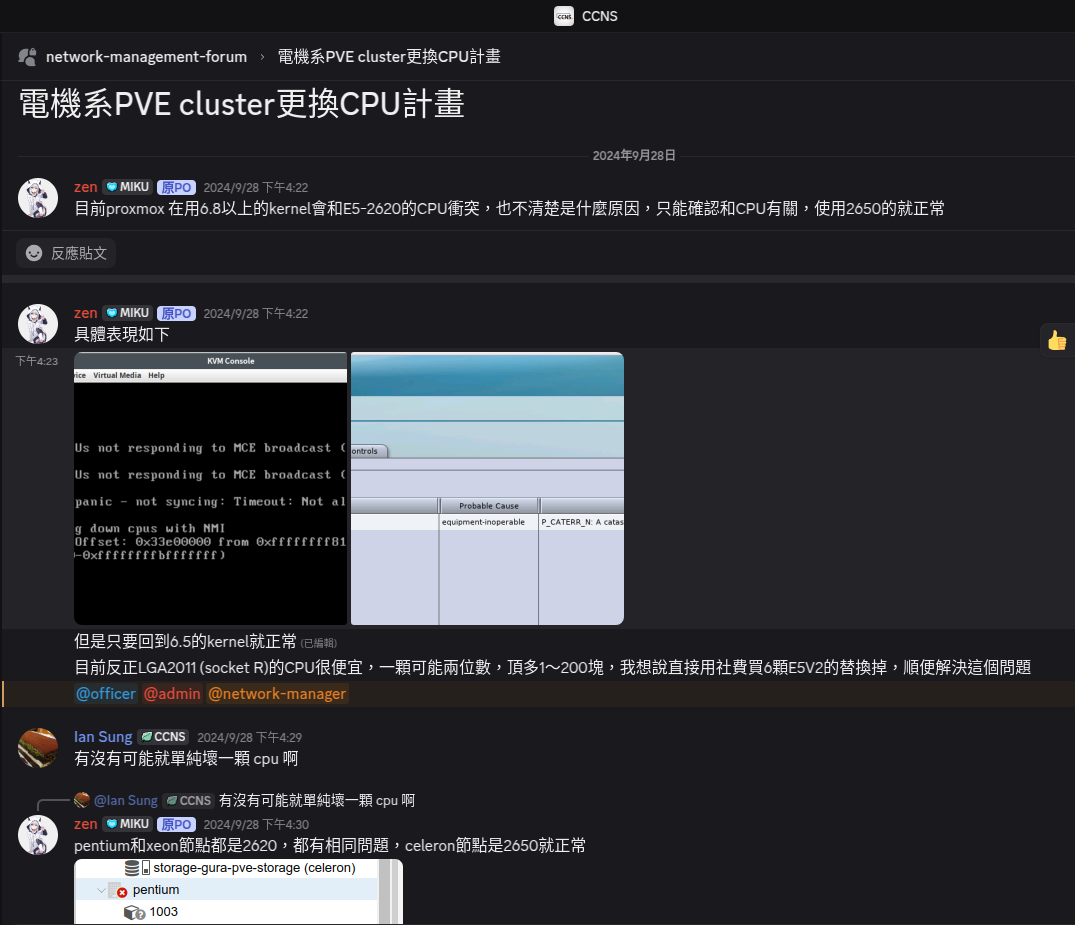 CCNS
CCNS
network-management-forum › 電機系PVE cluster更換CPU計畫
電機系PVE cluster更換CPU計畫
2024年9月28日
zen MIKU 原PO 2024/9/28 下午4:22
目前proxmox 在用6.8以上的kernel會和E5-2620的CPU衝突，也不清楚是什麼原因，只能確認和CPU有關，使用2650的就正常
反應貼文
zen MIKU 原PO 2024/9/28 下午4:22
具體表現如下
下午4:23
KVM Console
vice Virtual Media Help
Us not responding to MCE broadcast (
Us not responding to MCE broadcast (
panic - not syncing: Timeout: Not al
g down cpus with NMI
Offset: 0x33e00000 from 0xffffffff81
0-0xffffffffbfffffff)
ontrols
Probable Cause
equipment-inoperable P_CATERR_N: A catas
但是只要回到6.5的kernel就正常 (已編輯)
目前反正LGA2011 (socket R)的CPU很便宜，一顆可能兩位數，頂多1～200塊，我想說直接用社費買6顆E5V2的替換掉，順便解決這個問題
@officer @admin @network-manager
Ian Sung CCNS 2024/9/28 下午4:29
有沒有可能就單純壞一顆 cpu 啊
@Ian Sung CCNS 有沒有可能就單純壞一顆 cpu 啊
zen MIKU 原PO 2024/9/28 下午4:30
pentium和xeon節點都是2620，都有相同問題，celeron節點是2650就正常
storage-gura-pve-storage (celeron)
pentium
1003